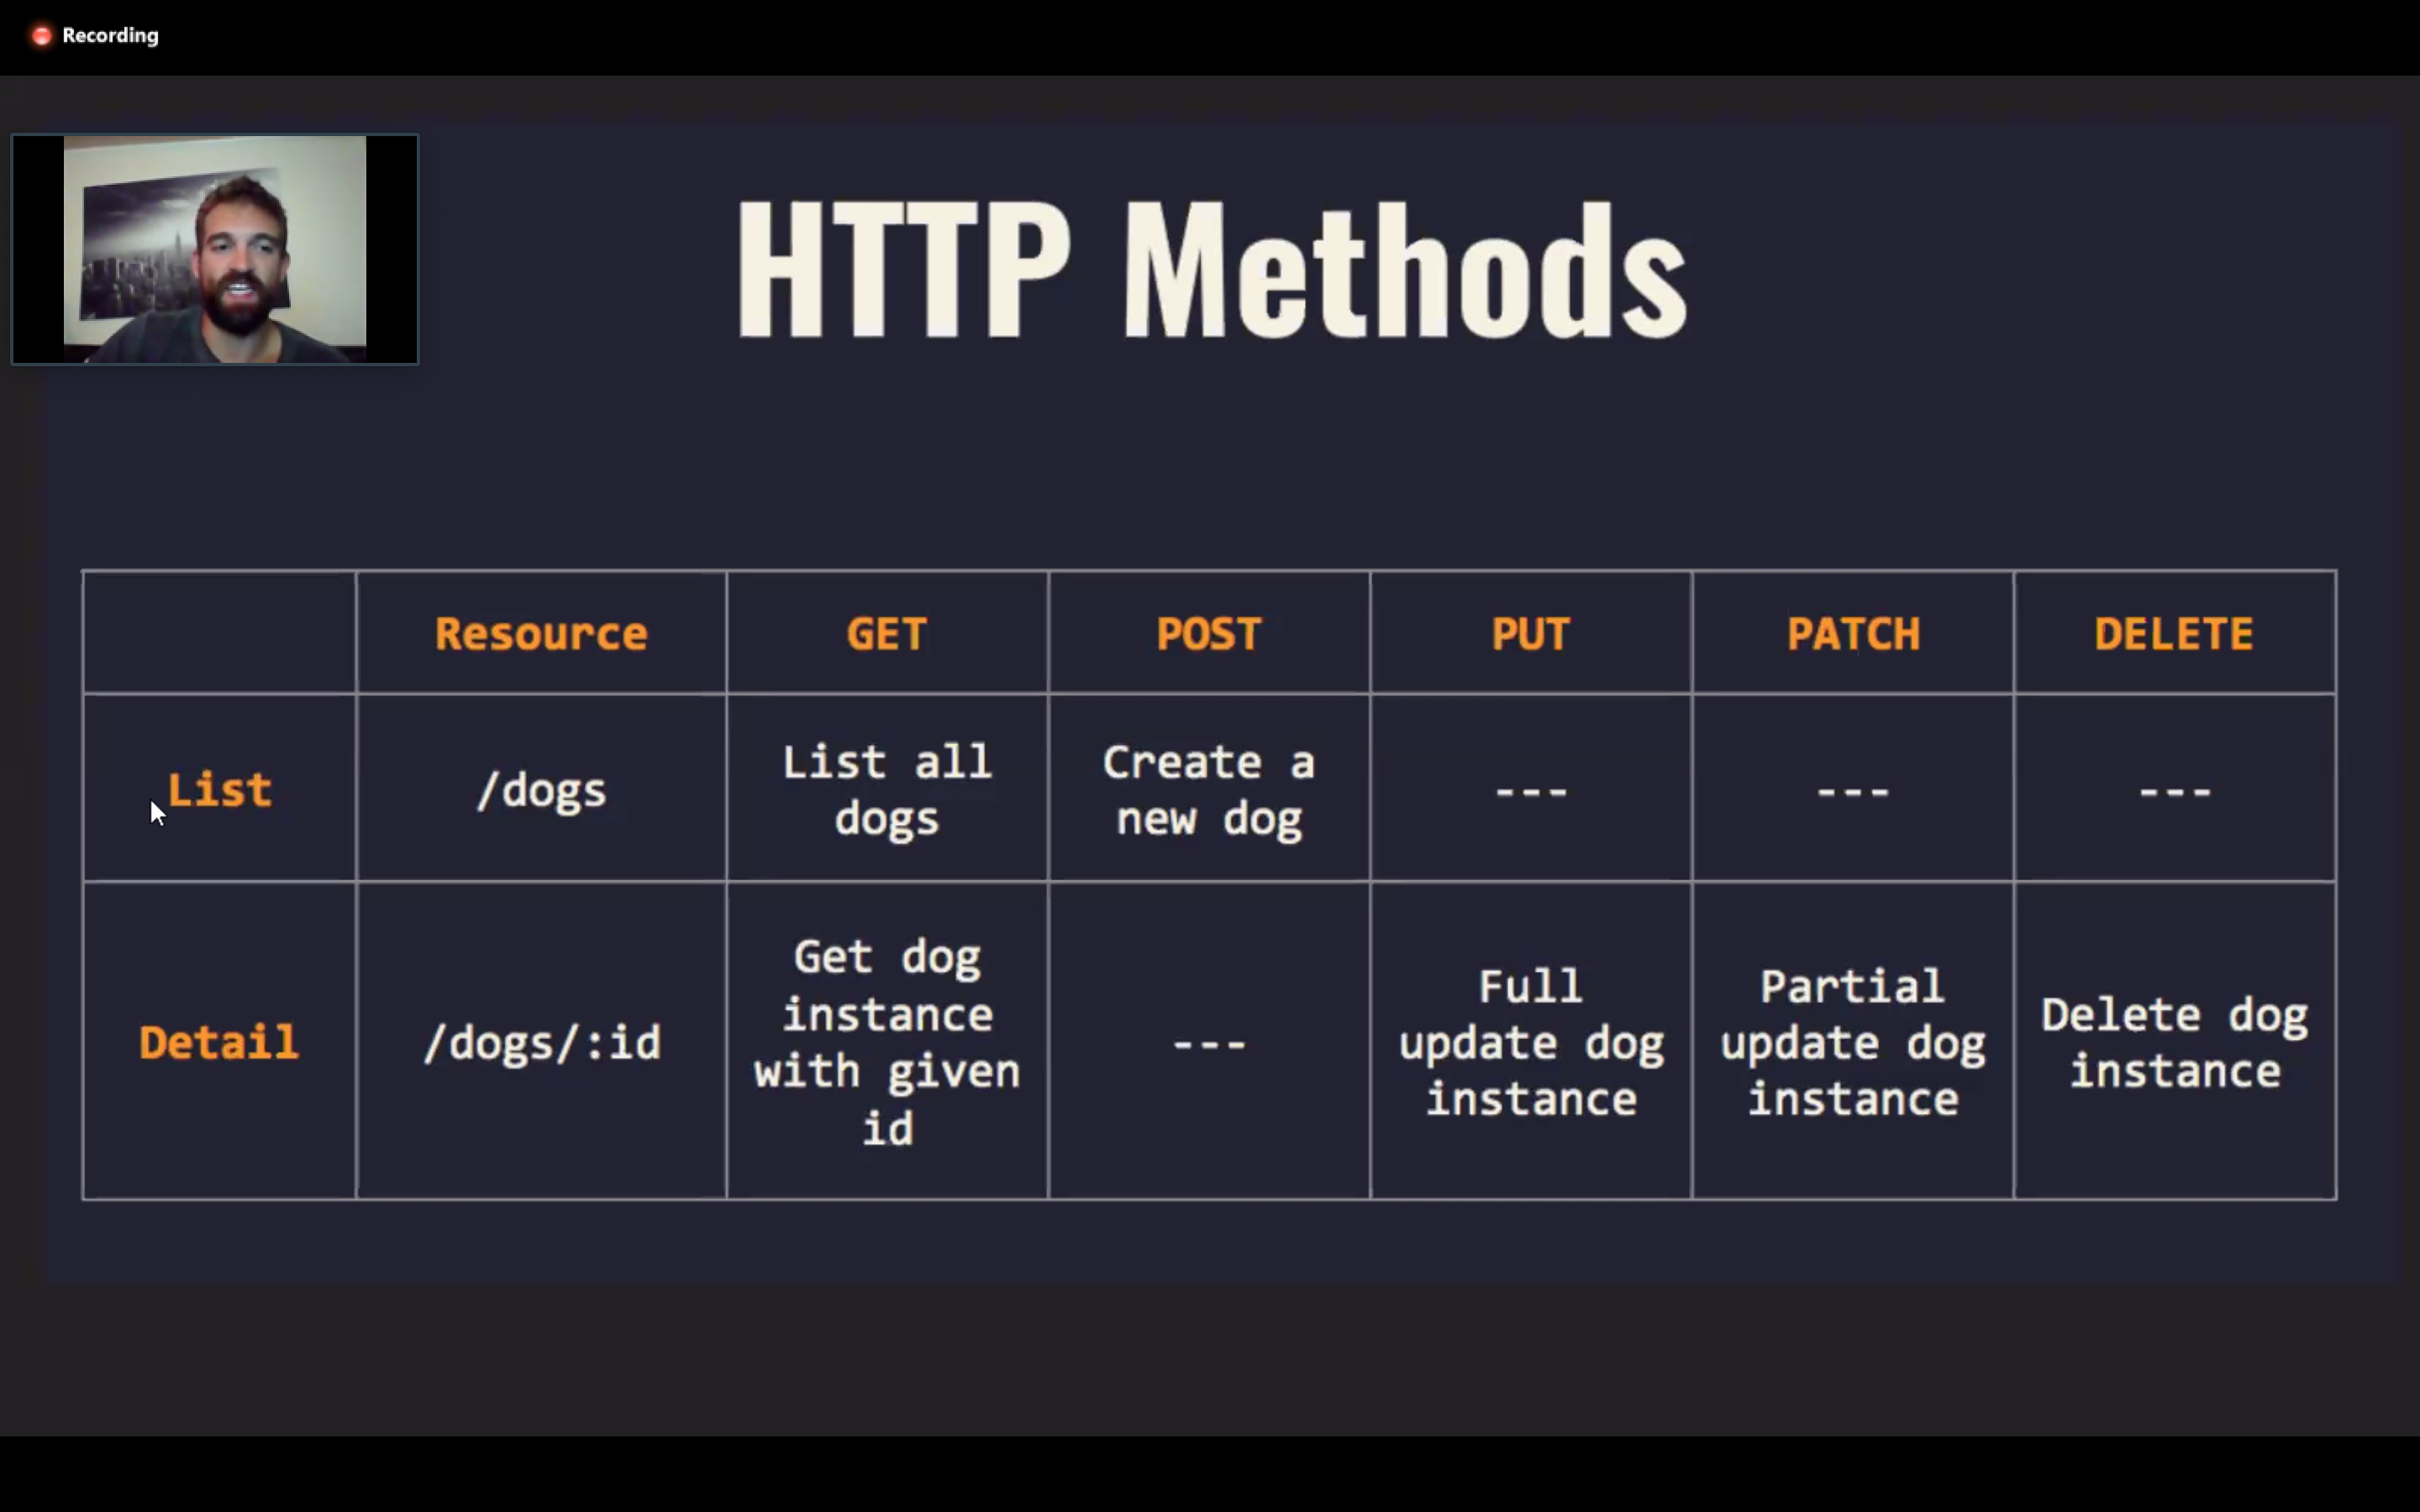 Recording
HTTP Methods
Resource
GET
POST
PUT
PATCH
DELETE
List
/dogs
List all
dogs
Create a
new dog
---
---
---
Detail
/dogs/:id
Get dog
instance
with given
id
---
Full
update dog
instance
Partial
update dog
instance
Delete dog
instance